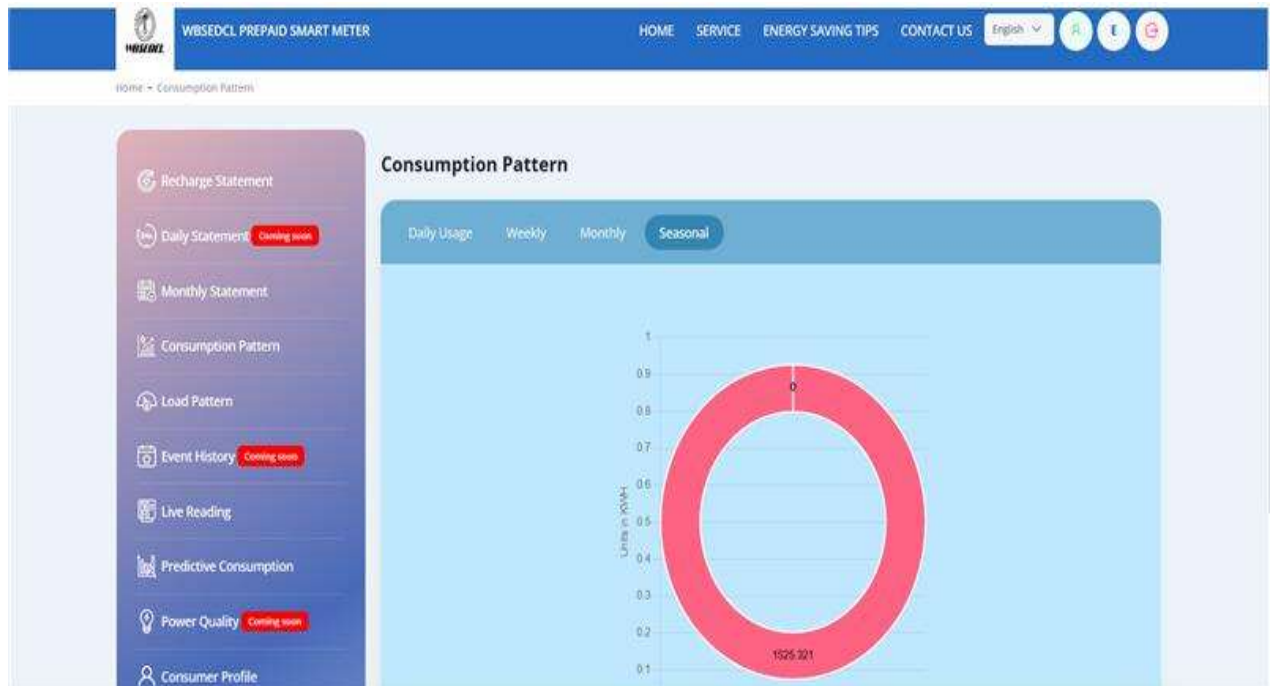 WBSEDCL
WBSEDCL PREPAID SMART METER
HOME SERVICE ENERGY SAVING TIPS CONTACT US English
Home • Consumption Pattern
Recharge Statement
Daily Statement Coming soon
Monthly Statement
Consumption Pattern
Load Pattern
Event History Coming soon
Live Reading
Predictive Consumption
Power Quality Coming soon
Consumer Profile
Consumption Pattern
Daily Usage Weekly Monthly Seasonal
1
0.9
0.8
0.7
0.6
0.5
0.4
0.3
0.2
0.1
Units in KWH
0